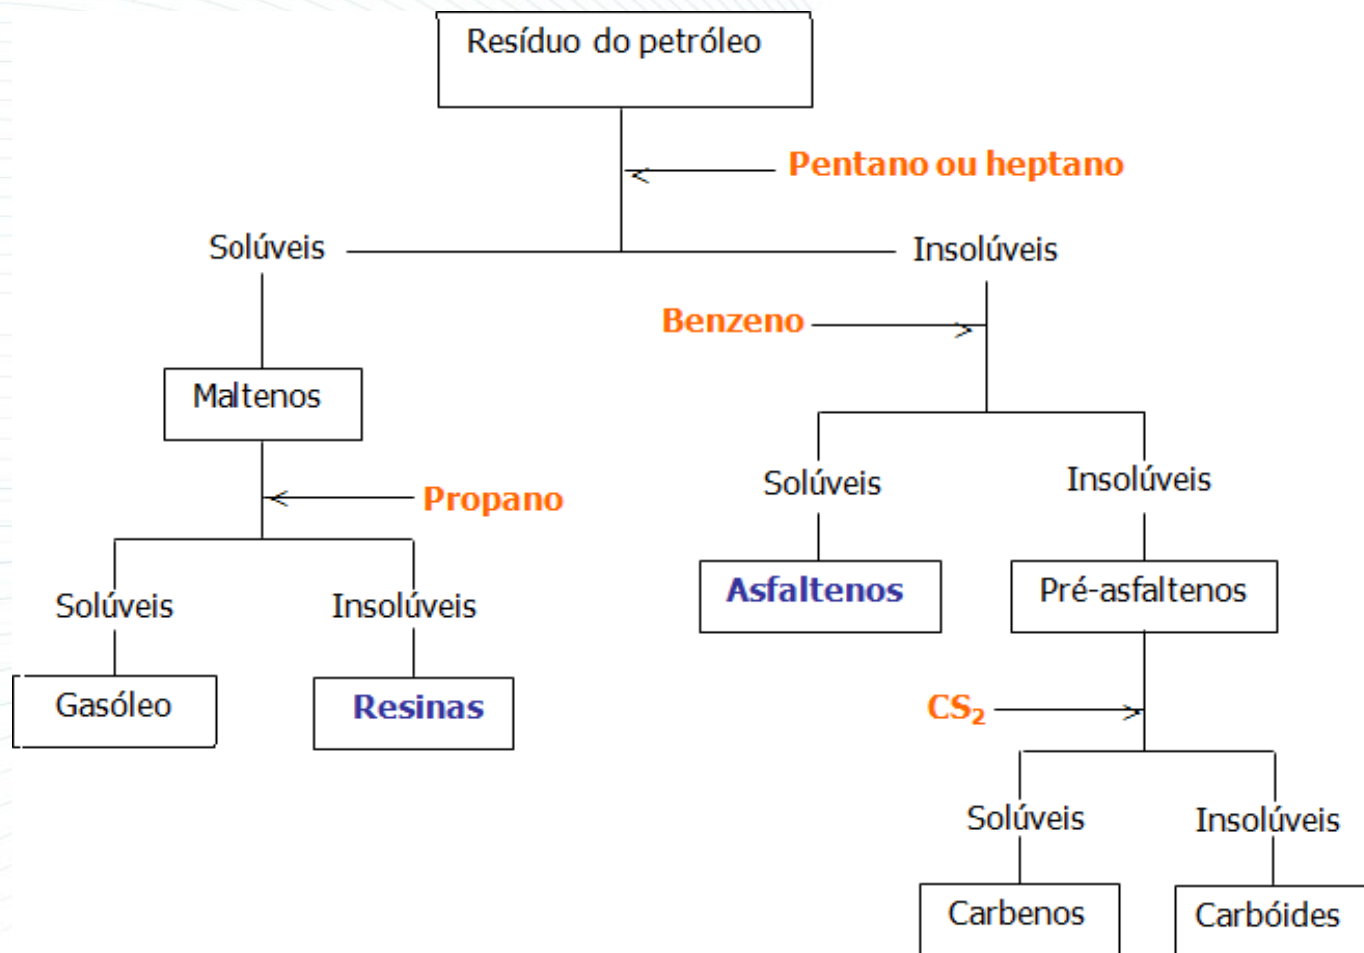 Resíduo do petróleo
Pentano ou heptano
Solúveis
Insolúveis
Benzeno
Maltenos
Propano
Solúveis
Insolúveis
Asfaltenos
Pré-asfaltenos
Solúveis
Insolúveis
Gasóleo
Resinas
CS₂
Solúveis
Insolúveis
Carbenos
Carbóides